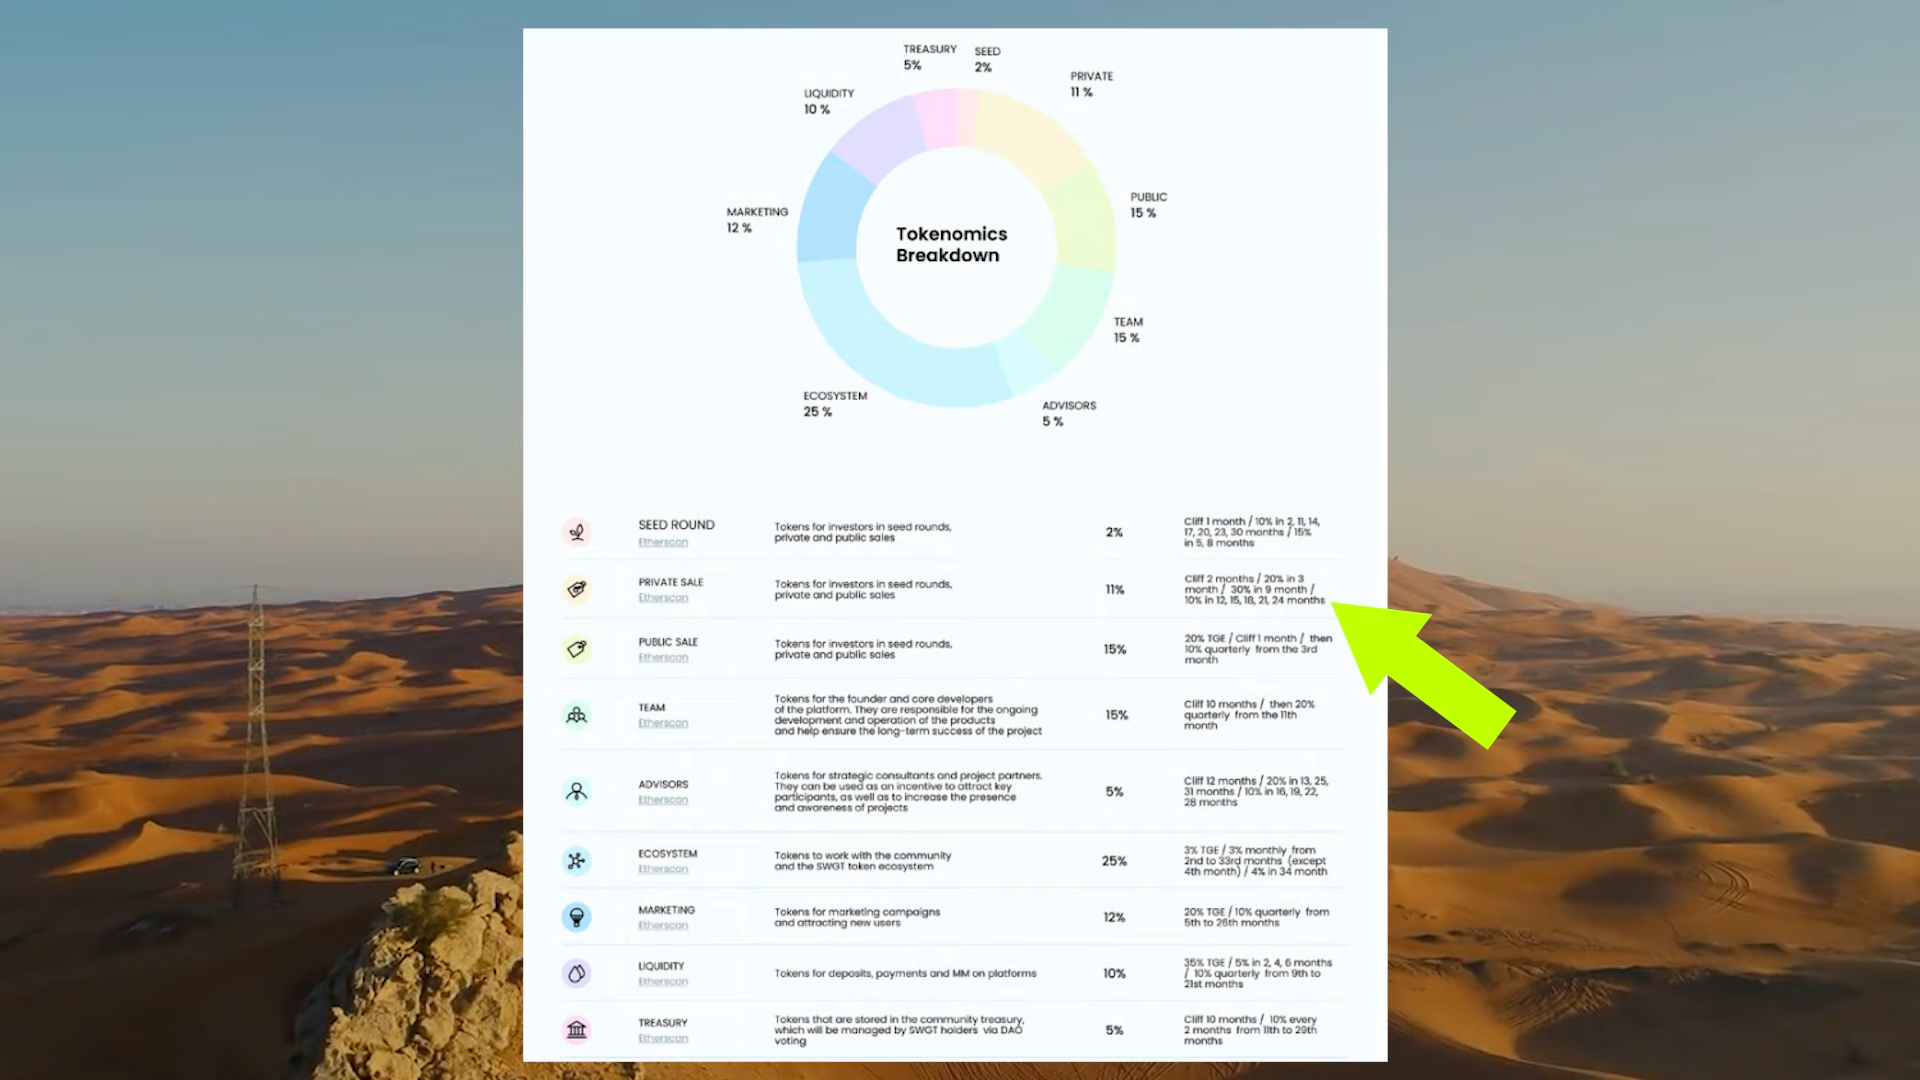 TREASURY
5%
SEED
2%
PRIVATE
11 %
LIQUIDITY
10 %
PUBLIC
15 %
MARKETING
12 %
Tokenomics
Breakdown
TEAM
15 %
ECOSYSTEM
25 %
ADVISORS
5 %
SEED ROUND
Etherscan
Tokens for investors in seed rounds,
private and public sales
2%
Cliff 1 month / 10% in 2, 11, 14,
17, 20, 23, 30 months / 15%
in 5, 8 months
PRIVATE SALE
Etherscan
Tokens for investors in seed rounds,
private and public sales
11%
Cliff 2 months / 20% in 3
month / 30% in 9 month /
10% in 12, 15, 18, 21, 24 months
PUBLIC SALE
Etherscan
Tokens for investors in seed rounds,
private and public sales
15%
20% TGE / Cliff 1 month / then
10% quarterly from the 3rd
month
TEAM
Etherscan
Tokens for the founder and core developers
of the platform. They are responsible for the ongoing
development and operation of the products
and help ensure the long-term success of the project
15%
Cliff 10 months / then 20%
quarterly from the 11th
month
ADVISORS
Etherscan
Tokens for strategic consultants and project partners.
They can be used as an incentive to attract key
participants, as well as to increase the presence
and awareness of projects
5%
Cliff 12 months / 20% in 13, 25,
31 months / 10% in 16, 19, 22,
28 months
ECOSYSTEM
Etherscan
Tokens to work with the community
and the SWGT token ecosystem
25%
3% TGE / 3% monthly from
2nd to 33rd months (except
4th month) / 4% in 34 month
MARKETING
Etherscan
Tokens for marketing campaigns
and attracting new users
12%
20% TGE / 10% quarterly from
5th to 26th months
LIQUIDITY
Etherscan
Tokens for deposits, payments and MM on platforms
10%
35% TGE / 5% in 2, 4, 6 months
/ 10% quarterly from 9th to
21st months
TREASURY
Etherscan
Tokens that are stored in the community treasury,
which will be managed by SWGT holders via DAO
voting
5%
Cliff 10 months / 10% every
2 months from 11th to 29th
months